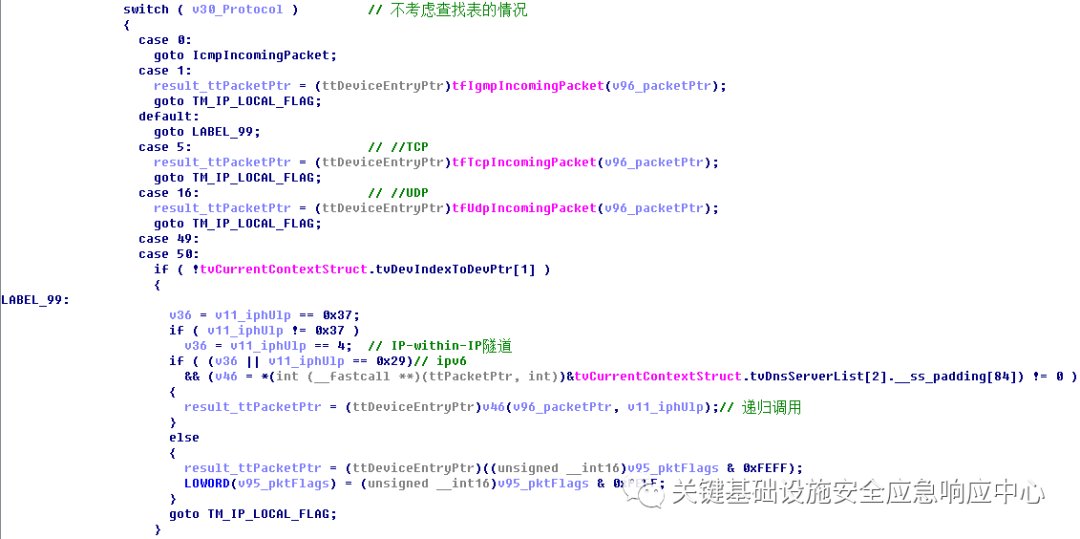 switch ( v30_Protocol ) // 不考虑查找表的情况
{
case 0:
goto IcmpIncomingPacket;
case 1:
result_ttPacketPtr = (ttDeviceEntryPtr)tfIgmpIncomingPacket(v96_packetPtr);
goto TM_IP_LOCAL_FLAG;
default:
goto LABEL_99;
case 5: // //TCP
result_ttPacketPtr = (ttDeviceEntryPtr)tfTcpIncomingPacket(v96_packetPtr);
goto TM_IP_LOCAL_FLAG;
case 16: // //UDP
result_ttPacketPtr = (ttDeviceEntryPtr)tfUdpIncomingPacket(v96_packetPtr);
goto TM_IP_LOCAL_FLAG;
case 49:
case 50:
if ( !tvCurrentContextStruct.tvDevIndexToDevPtr[1] )
{
LABEL_99:
v36 = v11_iphUlp == 0x37;
if ( v11_iphUlp != 0x37 )
v36 = v11_iphUlp == 4; // IP-within-IP隧道
if ( (v36 || v11_iphUlp == 0x29)// ipv6
&& (v46 = *(int (__fastcall **)(ttPacketPtr, int))&tvCurrentContextStruct.tvDnsServerList[2].__ss_padding[84]) != 0 )
{
result_ttPacketPtr = (ttDeviceEntryPtr)v46(v96_packetPtr, v11_iphUlp);// 递归调用
}
else
{
result_ttPacketPtr = (ttDeviceEntryPtr)((unsigned __int16)v95_pktFlags & 0xFEFF);
LOWORD(v95_pktFlags) = (unsigned __int16)v95_pktFlags &
关键基础设施安全应急响应中心
}
goto TM_IP_LOCAL_FLAG;
}